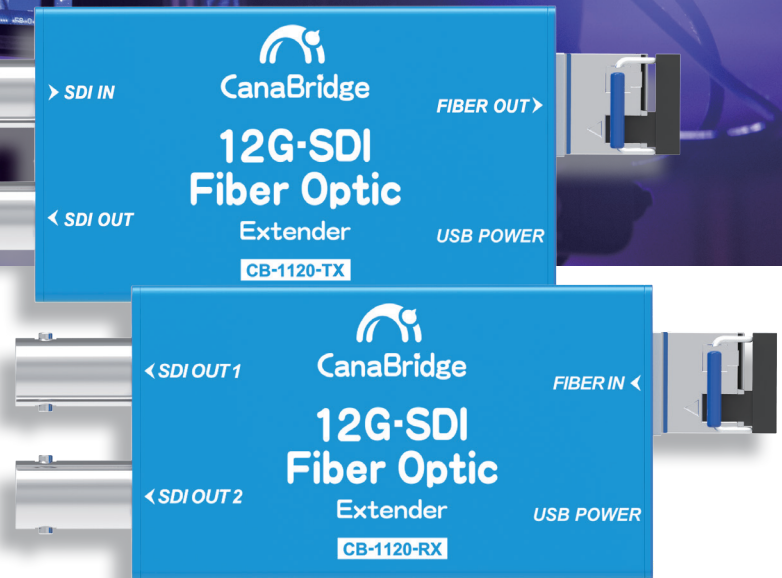 CanaBridge
SDI IN
FIBER OUT
12G-SDI
Fiber Optic
SDI OUT
Extender
USB POWER
CB-1120-TX
CanaBridge
SDI OUT 1
FIBER IN
12G-SDI
Fiber Optic
SDI OUT 2
Extender
USB POWER
CB-1120-RX